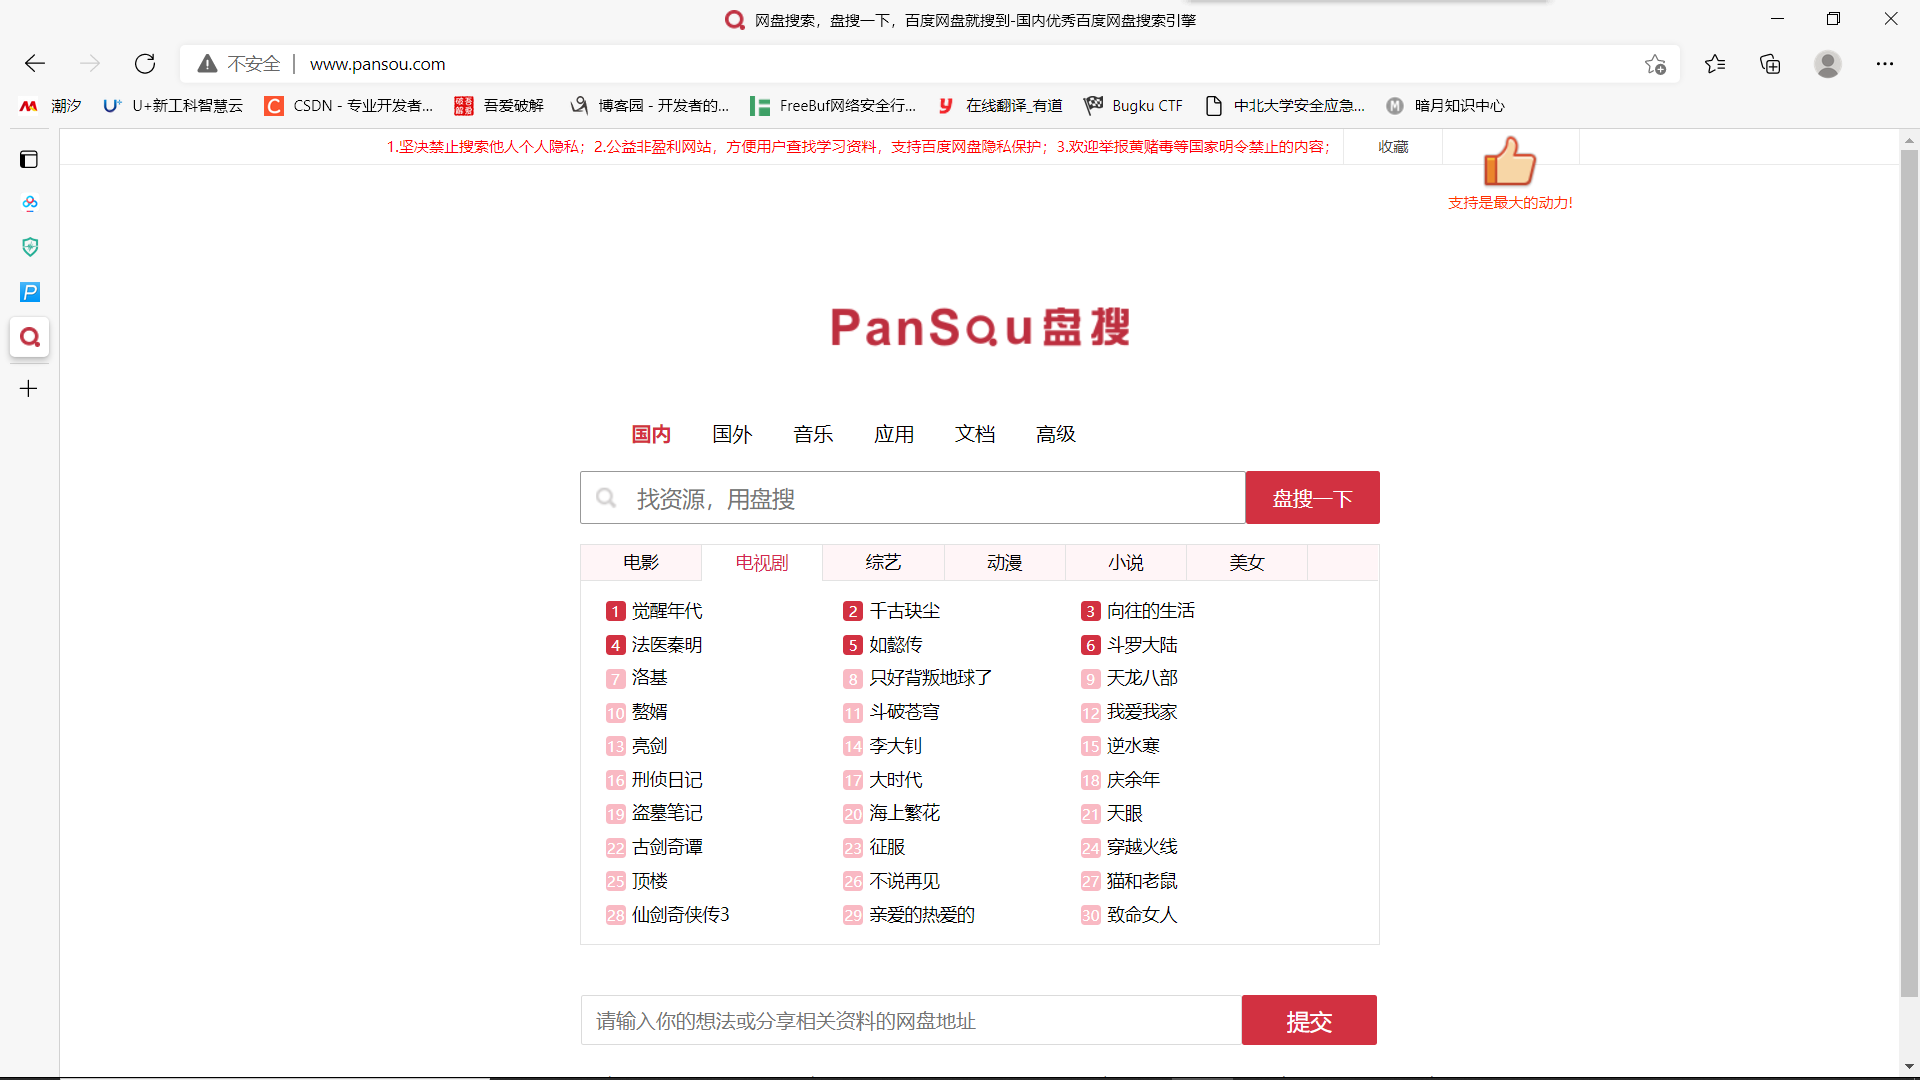 网盘搜索，盘搜一下，百度网盘就搜到-国内优秀百度网盘搜索引擎
不安全 | www.pansou.com
潮汐 U+新工科智慧云 CSDN - 专业开发者... 吾爱破解 博客园 - 开发者的... FreeBuf网络安全行... 在线翻译_有道 Bugku CTF 中北大学安全应急... 暗月知识中心
1.坚决禁止搜索他人个人隐私；2.公益非盈利网站，方便用户查找学习资料，支持百度网盘隐私保护；3.欢迎举报黄赌毒等国家明令禁止的内容； 收藏
支持是最大的动力!
PanSou盘搜
国内 国外 音乐 应用 文档 高级
找资源，用盘搜 盘搜一下
电影 电视剧 综艺 动漫 小说 美女
1 觉醒年代 2 千古玦尘 3 向往的生活
4 法医秦明 5 如懿传 6 斗罗大陆
7 洛基 8 只好背叛地球了 9 天龙八部
10 赘婿 11 斗破苍穹 12 我爱我家
13 亮剑 14 李大钊 15 逆水寒
16 刑侦日记 17 大时代 18 庆余年
19 盗墓笔记 20 海上繁花 21 天眼
22 古剑奇谭 23 征服 24 穿越火线
25 顶楼 26 不说再见 27 猫和老鼠
28 仙剑奇侠传3 29 亲爱的热爱的 30 致命女人
请输入你的想法或分享相关资料的网盘地址 提交